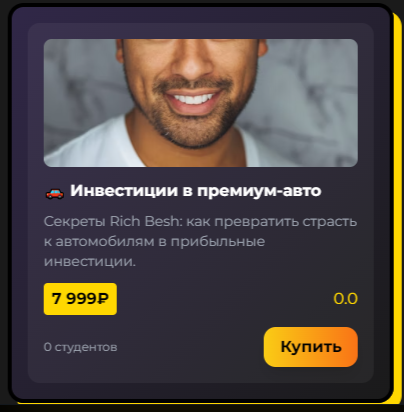 🚗 Инвестиции в премиум-авто
Секреты Rich Besh: как превратить страсть
к автомобилям в прибыльные
инвестиции.
7 999₽
0.0
0 студентов
Купить